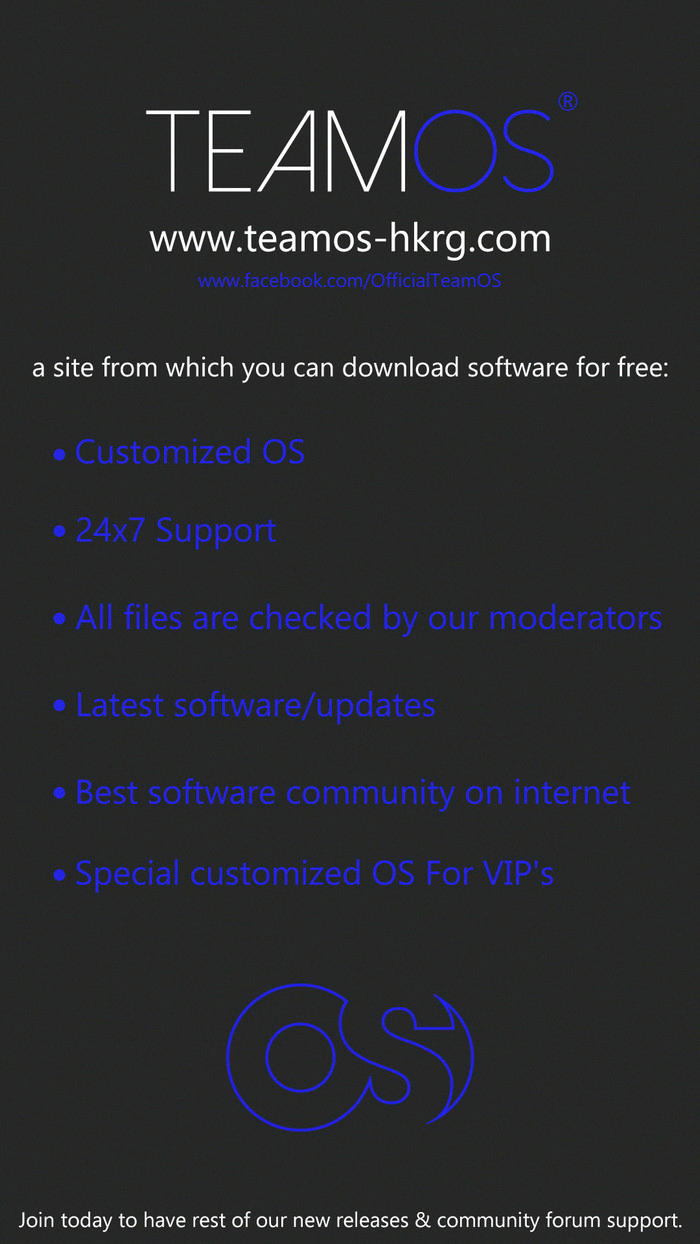 TEAMOS®
www.teamos-hkrg.com
www.facebook.com/OfficialTeamOS
a site from which you can download software for free:
• Customized OS
• 24x7 Support
• All files are checked by our moderators
• Latest software/updates
• Best software community on internet
• Special customized OS For VIP's
OS
Join today to have rest of our new releases & community forum support.